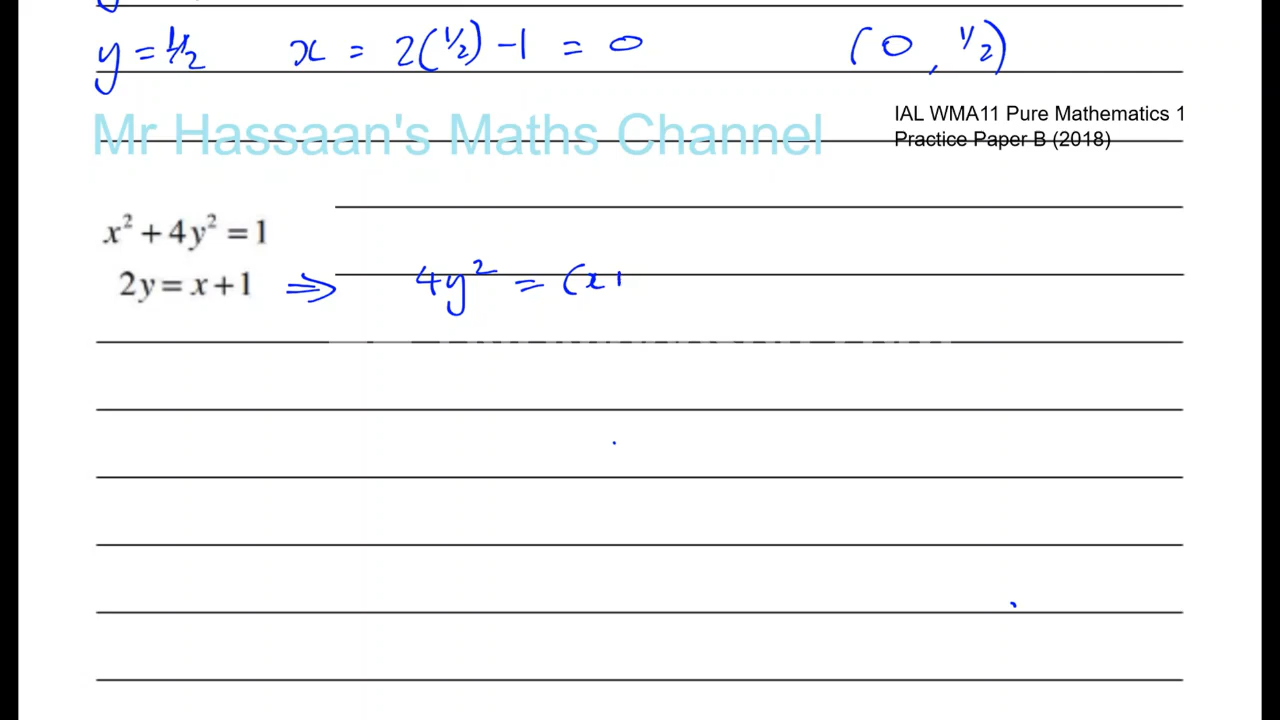 y = 1/2 x = 2(1/2) -1 = 0 (0, 1/2)
Mr Hassaan's Maths Channel
IAL WMA11 Pure Mathematics 1
Practice Paper B (2018)
x² + 4y² = 1
2y = x + 1 ⇒ 4y² = (x+